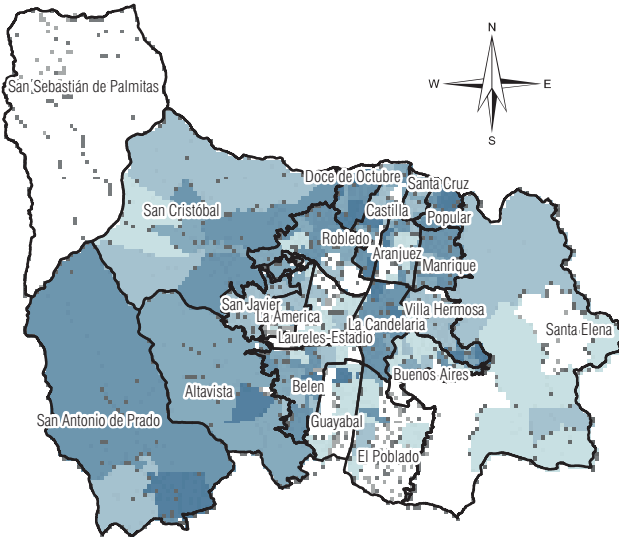 N
San Sebastián de Palmitas
W
E
S
Doce de Octubre
Santa Cruz
San Cristóbal
Castilla
Popular
Robledo
Aranjuez
Manrique
San Javier
La America
Villa Hermosa
La Candelaria
Santa Elena
Laureles-Estadio
Buenos Aires
Altavista
Belen
San Antonio de Prado
Guayabal
El Poblado